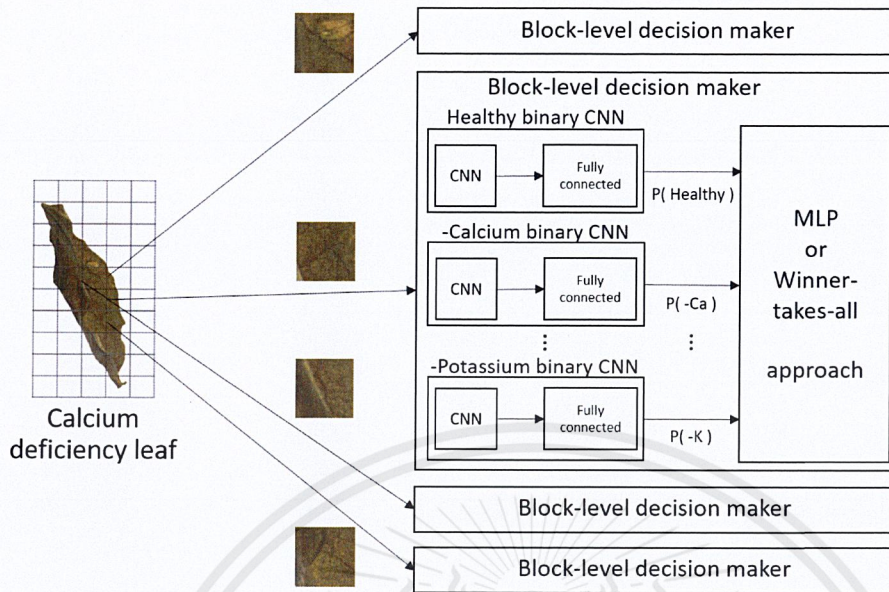 Block-level decision maker
Block-level decision maker
Healthy binary CNN
CNN
Fully
connected
P( Healthy )
-Calcium binary CNN
CNN
Fully
connected
P( -Ca )
-Potassium binary CNN
CNN
Fully
connected
P( -K )
MLP
or
Winner-
takes-all
approach
Calcium
deficiency leaf
Block-level decision maker
Block-level decision maker